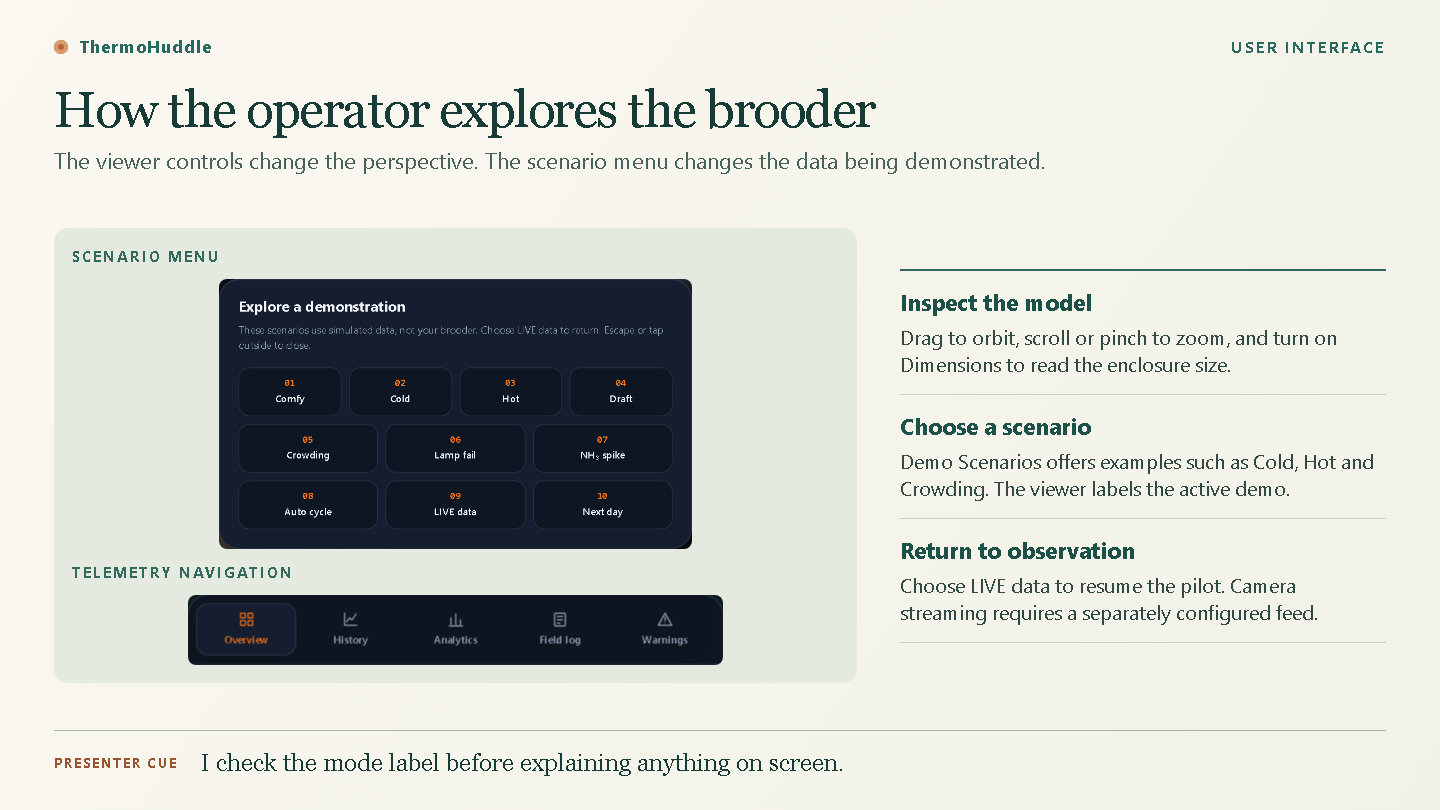 ThermoHuddle
USER INTERFACE
How the operator explores the brooder
The viewer controls change the perspective. The scenario menu changes the data being demonstrated.
SCENARIO MENU
Explore a demonstration
These scenarios use simulated data, not your brooder. Choose LIVE data to return. Escape or tap
outside to close.
01
Comfy
02
Cold
03
Hot
04
Draft
05
Crowding
06
Lamp fail
07
NH₃ spike
08
Auto cycle
09
LIVE data
10
Next day
TELEMETRY NAVIGATION
Overview
History
Analytics
Field log
Warnings
Inspect the model
Drag to orbit, scroll or pinch to zoom, and turn on
Dimensions to read the enclosure size.
Choose a scenario
Demo Scenarios offers examples such as Cold, Hot and
Crowding. The viewer labels the active demo.
Return to observation
Choose LIVE data to resume the pilot. Camera
streaming requires a separately configured feed.
PRESENTER CUE
I check the mode label before explaining anything on screen.